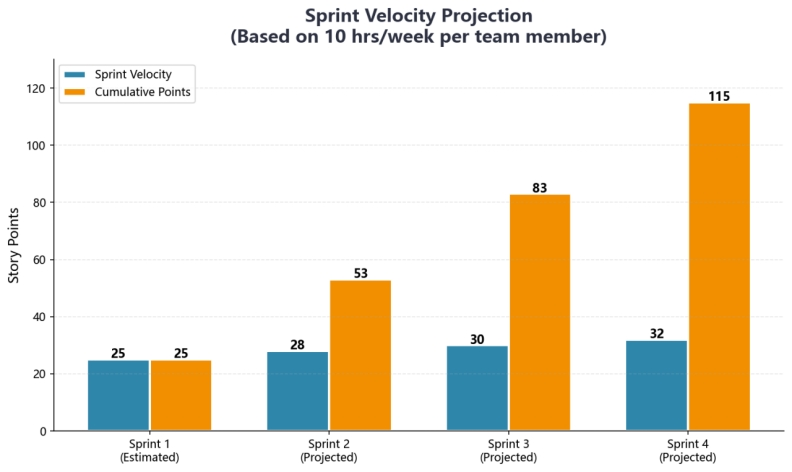 Sprint Velocity Projection
(Based on 10 hrs/week per team member)
Sprint Velocity
Cumulative Points
Story Points
120
100
80
60
40
20
0
25
25
28
53
30
83
32
115
Sprint 1
(Estimated)
Sprint 2
(Projected)
Sprint 3
(Projected)
Sprint 4
(Projected)